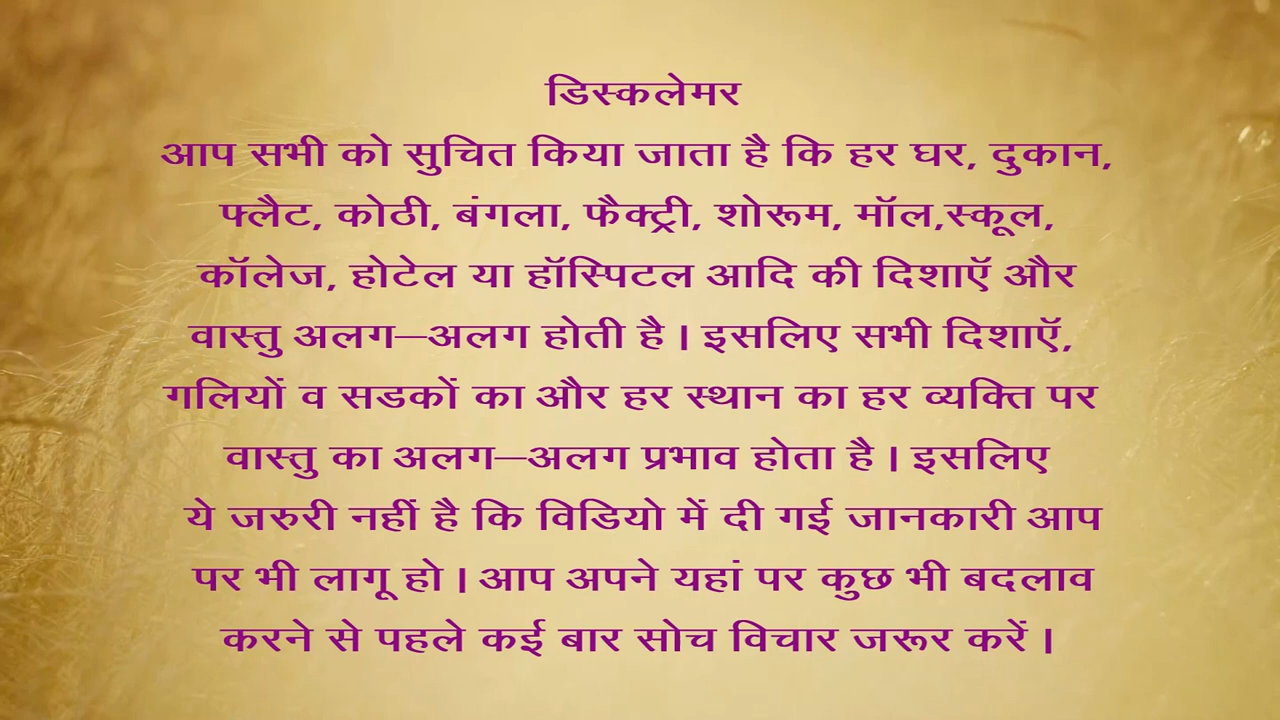 डिस्कलेमर
आप सभी को सुचित किया जाता है कि हर घर, दुकान,
फ्लैट, कोठी, बंगला, फैक्ट्री, शोरूम, मॉल,स्कूल,
कॉलेज, होटेल या हॉस्पिटल आदि की दिशाऍ और
वास्तु अलग–अलग होती है । इसलिए सभी दिशाऍ,
गलियों व सडकों का और हर स्थान का हर व्यक्ति पर
वास्तु का अलग–अलग प्रभाव होता है । इसलिए
ये जरुरी नहीं है कि विडियो में दी गई जानकारी आप
पर भी लागू हो । आप अपने यहां पर कुछ भी बदलाव
करने से पहले कई बार सोच विचार जरूर करें ।